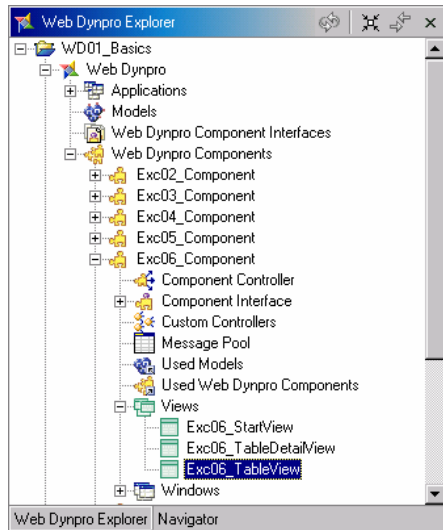 Web Dynpro Explorer
WD01_Basics
Web Dynpro
Applications
Models
Web Dynpro Component Interfaces
Web Dynpro Components
Exc02_Component
Exc03_Component
Exc04_Component
Exc05_Component
Exc06_Component
Component Controller
Component Interface
Custom Controllers
Message Pool
Used Models
Used Web Dynpro Components
Views
Exc06_StartView
Exc06_TableDetailView
Exc06_TableView
Windows
Web Dynpro Explorer Navigator